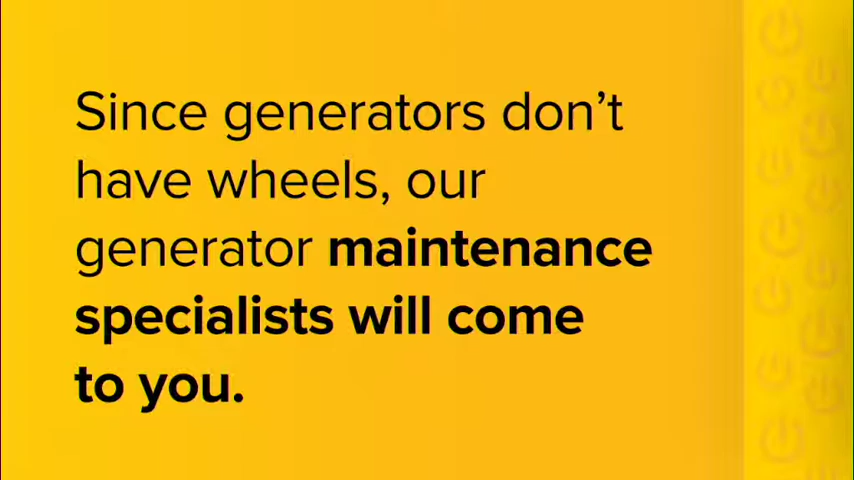 Since generators don’t
have wheels, our
generator maintenance
specialists will come
to you.